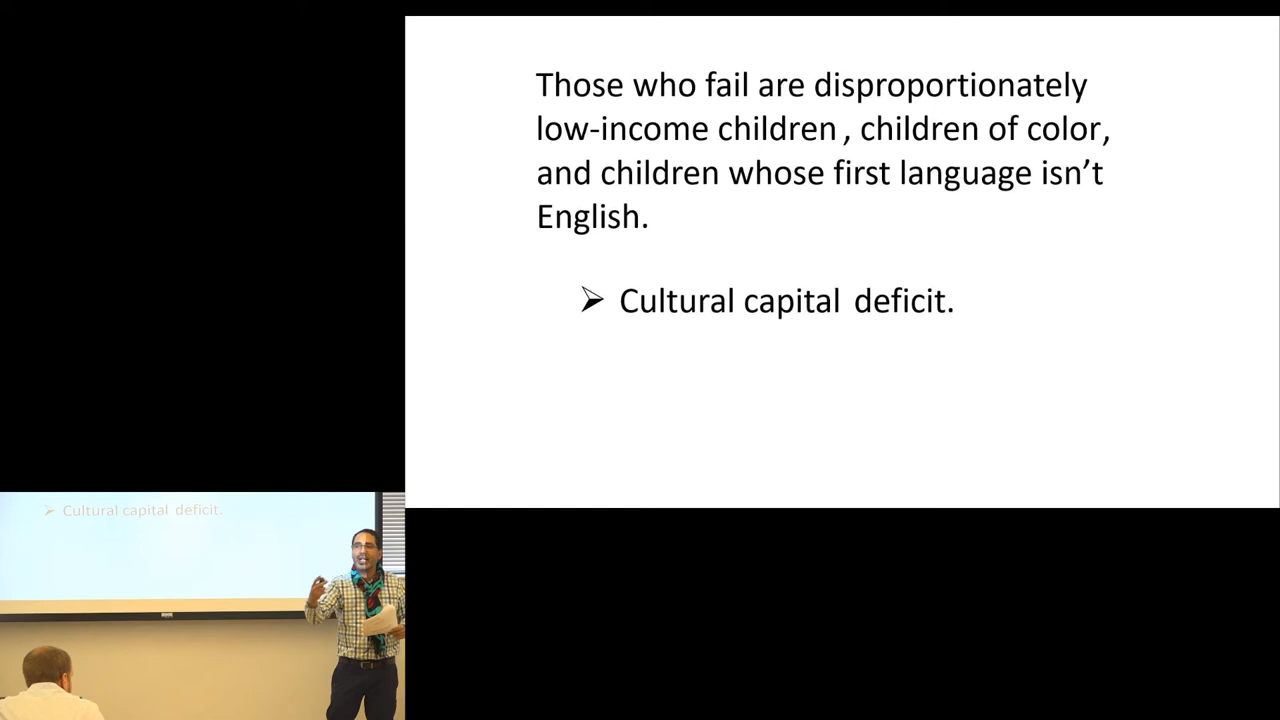 Those who fail are disproportionately
low-income children , children of color,
and children whose first language isn’t
English.
➢ Cultural capital deficit.
➢ Cultural capital deficit.